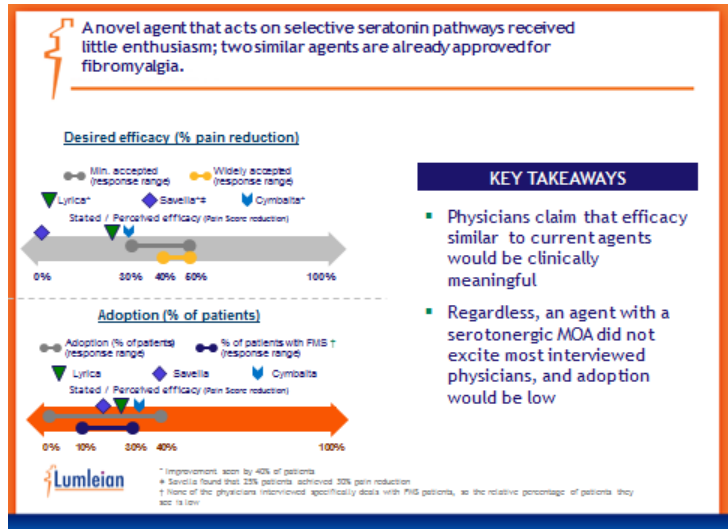 A novel agent that acts on selective seratonin pathways received
little enthusiasm; two similar agents are already approved for
fibromyalgia.
Desired efficacy (% pain reduction)
Min. accepted
(response range)
Widely accepted
(response range)
Lyrica*
Savella*‡
Cymbalta*
Stated / Perceived efficacy (Pain Score reduction)
0% 30% 40% 50% 100%
Adoption (% of patients)
Adoption (% of patients)
(response range)
% of patients with FMS †
(response range)
Lyrica
Savella
Cymbalta
Stated / Perceived efficacy (Pain Score reduction)
0% 10% 30% 40% 100%
KEY TAKEAWAYS
Physicians claim that efficacy
similar to current agents
would be clinically
meaningful
Regardless, an agent with a
serotonergic MOA did not
excite most interviewed
physicians, and adoption
would be low
Lumleian
* Improvement seen by 40% of patients
‡ Savella found that 25% patients achieved 30% pain reduction
† None of the physicians interviewed specifically deals with FMS patients, so the relative percentage of patients they
see is low